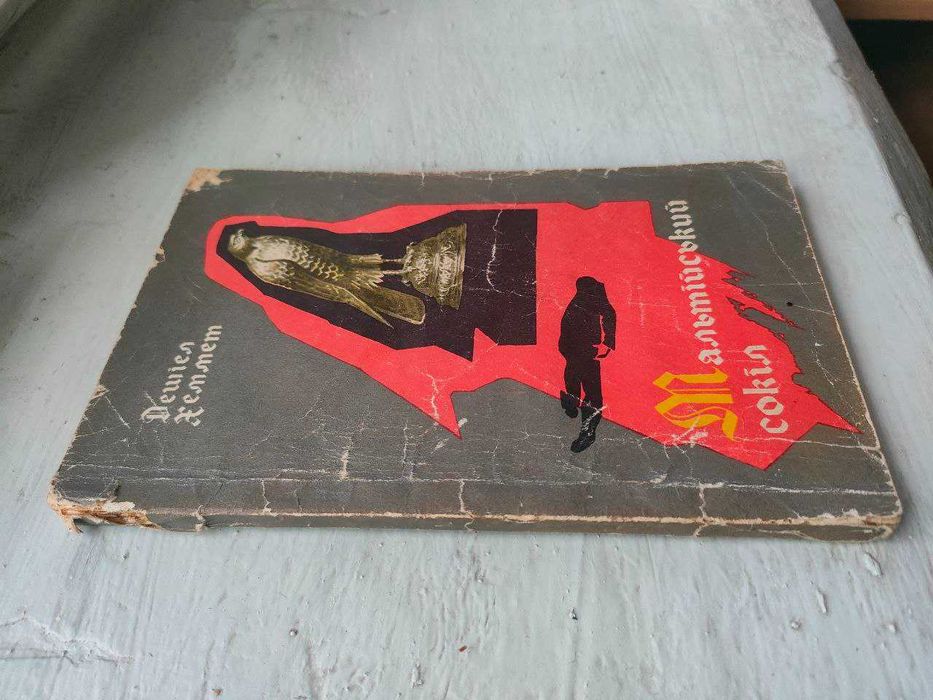 Дешіел
Хеммет
Мальтійський
сокіл